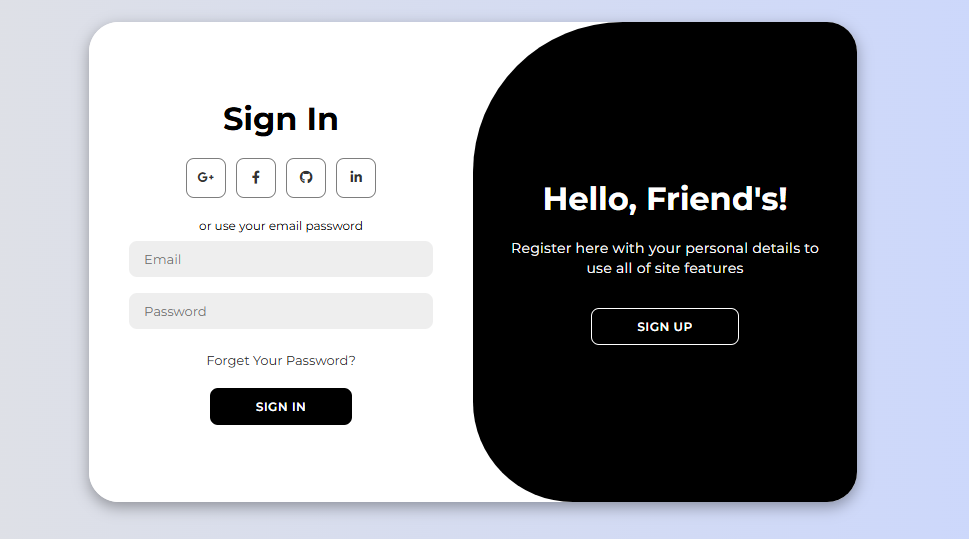 Sign In
G+ f in
or use your email password
Email
Password
Forget Your Password?
SIGN IN
Hello, Friend's!
Register here with your personal details to
use all of site features
SIGN UP